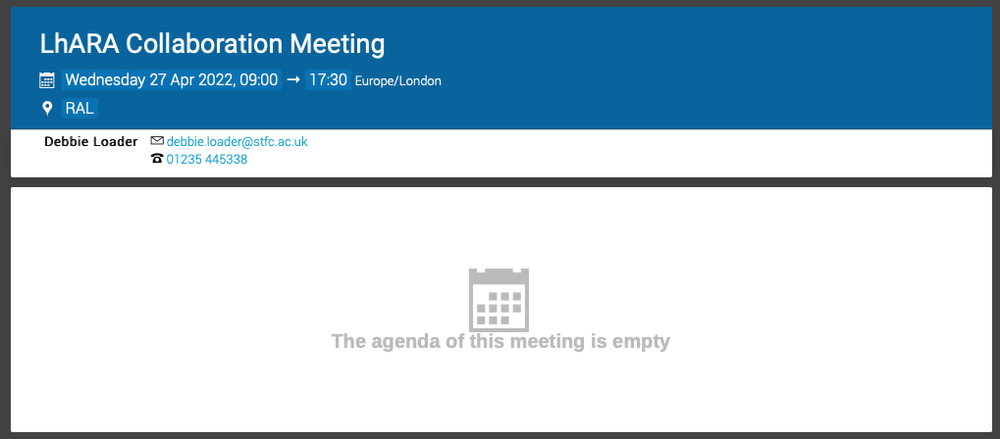 LhARA Collaboration Meeting
Wednesday 27 Apr 2022, 09:00 → 17:30 Europe/London
RAL
Debbie Loader debbie.loader@stfc.ac.uk
01235 445338
The agenda of this meeting is empty